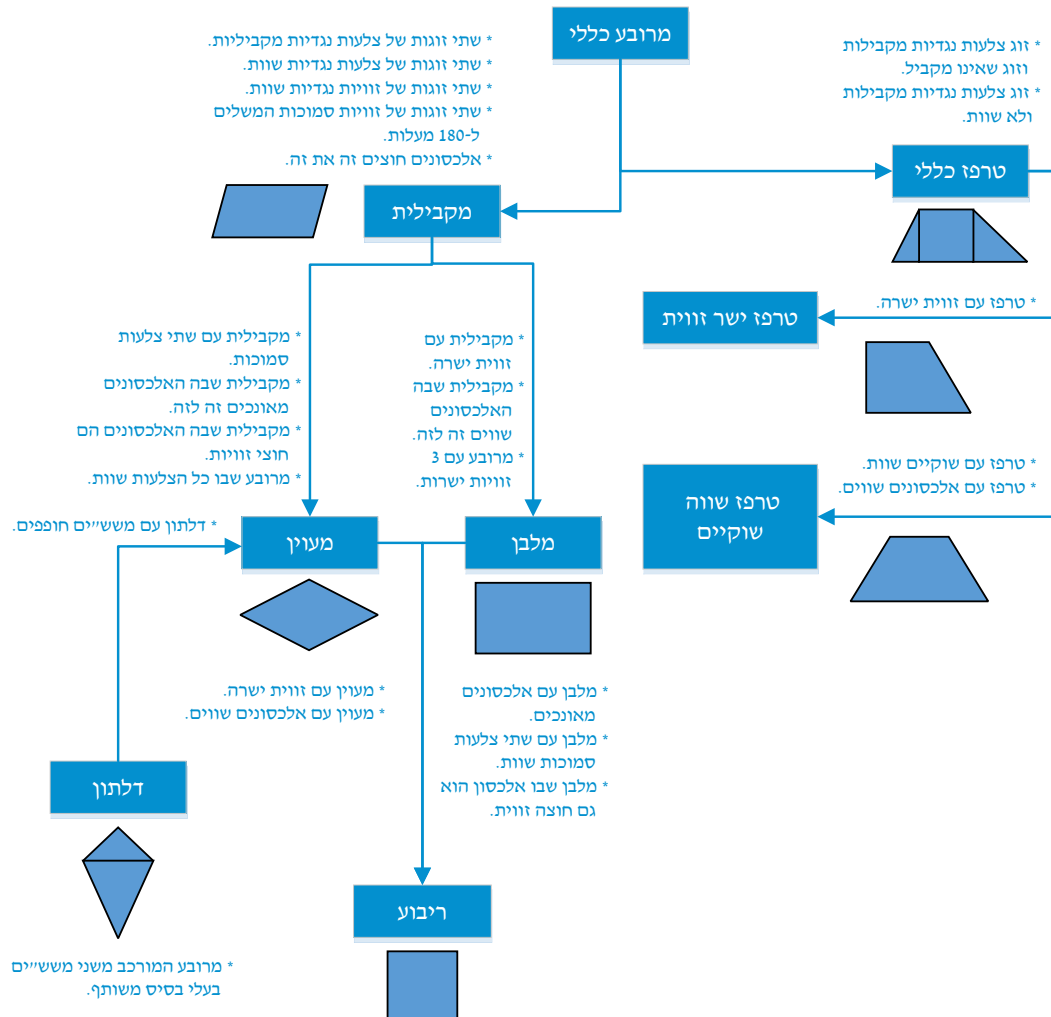 מרובע כללי
* שתי זוגות של צלעות נגדיות מקביליות.
* שתי זוגות של צלעות נגדיות שוות.
* שתי זוגות של זוויות נגדיות שוות.
* שתי זוגות של זוויות סמוכות המשלים
ל-180 מעלות.
* אלכסונים חוצים זה את זה.
* זוג צלעות נגדיות מקבילות
וזוג שאינו מקביל.
* זוג צלעות נגדיות מקבילות
ולא שוות.
טרפז כללי
מקבילית
* טרפז עם זווית ישרה.
טרפז ישר זווית
* מקבילית עם
זווית ישרה.
* מקבילית שבה
האלכסונים
שווים זה לזה.
* מרובע עם 3
זוויות ישרות.
* מקבילית עם שתי צלעות
סמוכות.
* מקבילית שבה האלכסונים
מאונכים זה לזה.
* מקבילית שבה האלכסונים הם
חוצי זוויות.
* מרובע שבו כל הצלעות שוות.
* טרפז עם שוקיים שוות.
* טרפז עם אלכסונים שווים.
טרפז שווה
שוקיים
מלבן
מעוין
* דלתון עם משש״ים חופפים.
* מלבן עם אלכסונים
מאונכים.
* מלבן עם שתי צלעות
סמוכות שוות.
* מלבן שבו אלכסון הוא
גם חוצה זווית.
* מעוין עם זווית ישרה.
* מעוין עם אלכסונים שווים.
דלתון
ריבוע
* מרובע המורכב משני משש״ים
בעלי בסיס משותף.